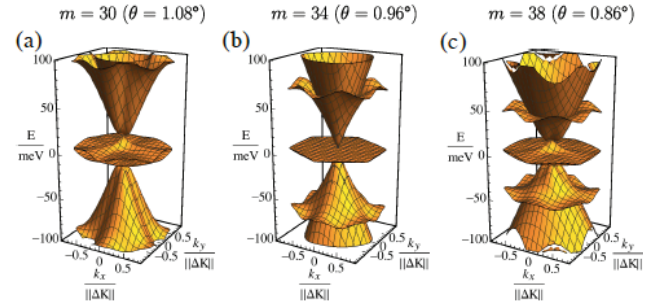 m = 30 (θ = 1.08°) m = 34 (θ = 0.96°) m = 38 (θ = 0.86°)
(a) (b) (c)
100 100 100
50 50 50
E/meV 0 E/meV 0 E/meV 0
−50 −50 −50
−100 −100 −100
−0.5 0 0.5 −0.5 0 0.5 −0.5 0 0.5 −0.5 0 0.5 −0.5 0 0.5 −0.5 0 0.5
kx/||ΔK|| ky/||ΔK|| kx/||ΔK|| ky/||ΔK|| kx/||ΔK|| ky/||ΔK||